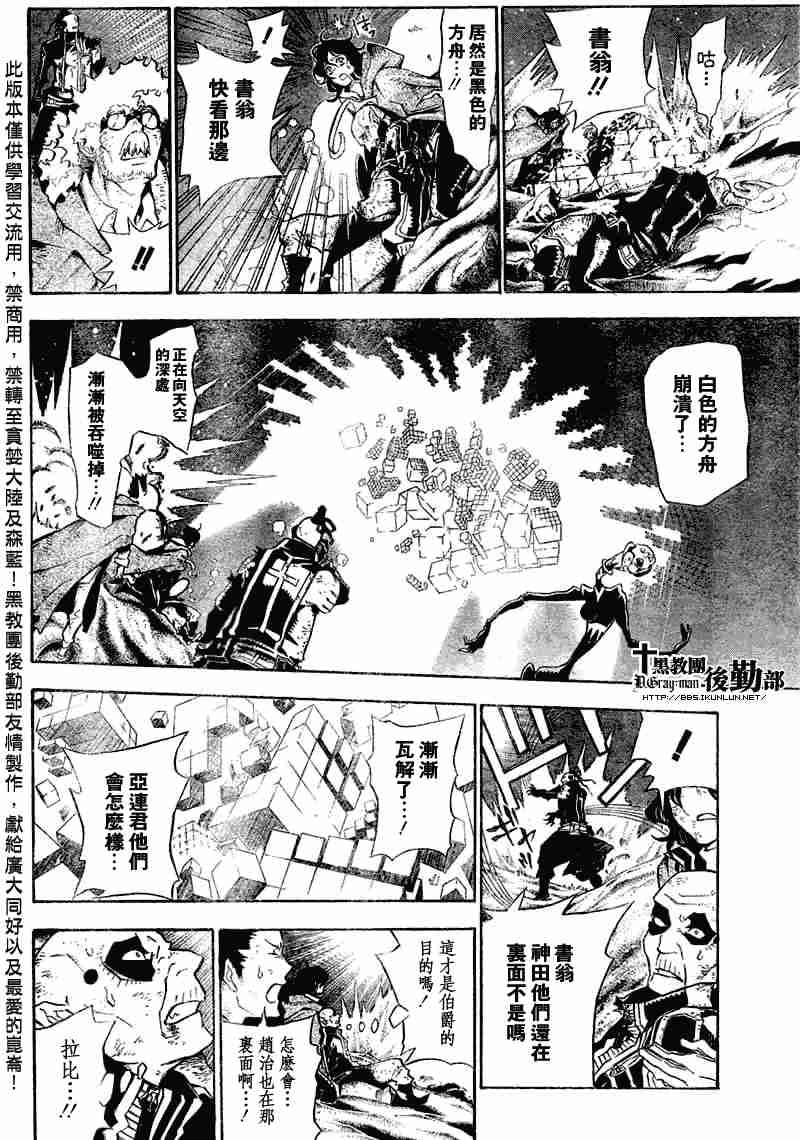 咕…
書翁!!
居然是黑色的
方舟…!!
書翁
快看那邊
!!
白色的方舟
崩潰了…
正在向天空
的深處
漸漸被吞噬掉…!!
十黑教團
D.Gray-man
後勤部
HTTP://BBS.IKUNLUN.NET/
!
書翁
神田他們還在
裏面不是嗎
漸漸
瓦解了…
亞連君他們
會怎麼樣…
這才是伯爵的
目的嗎!
怎麼會…
趙治也在那
裏面啊…!
拉比…!!
此版本僅供學習交流用，禁商用，禁轉至貪婪大陸及森藍！黑教團後勤部友情製作，獻給廣大同好以及最愛的崑崙！